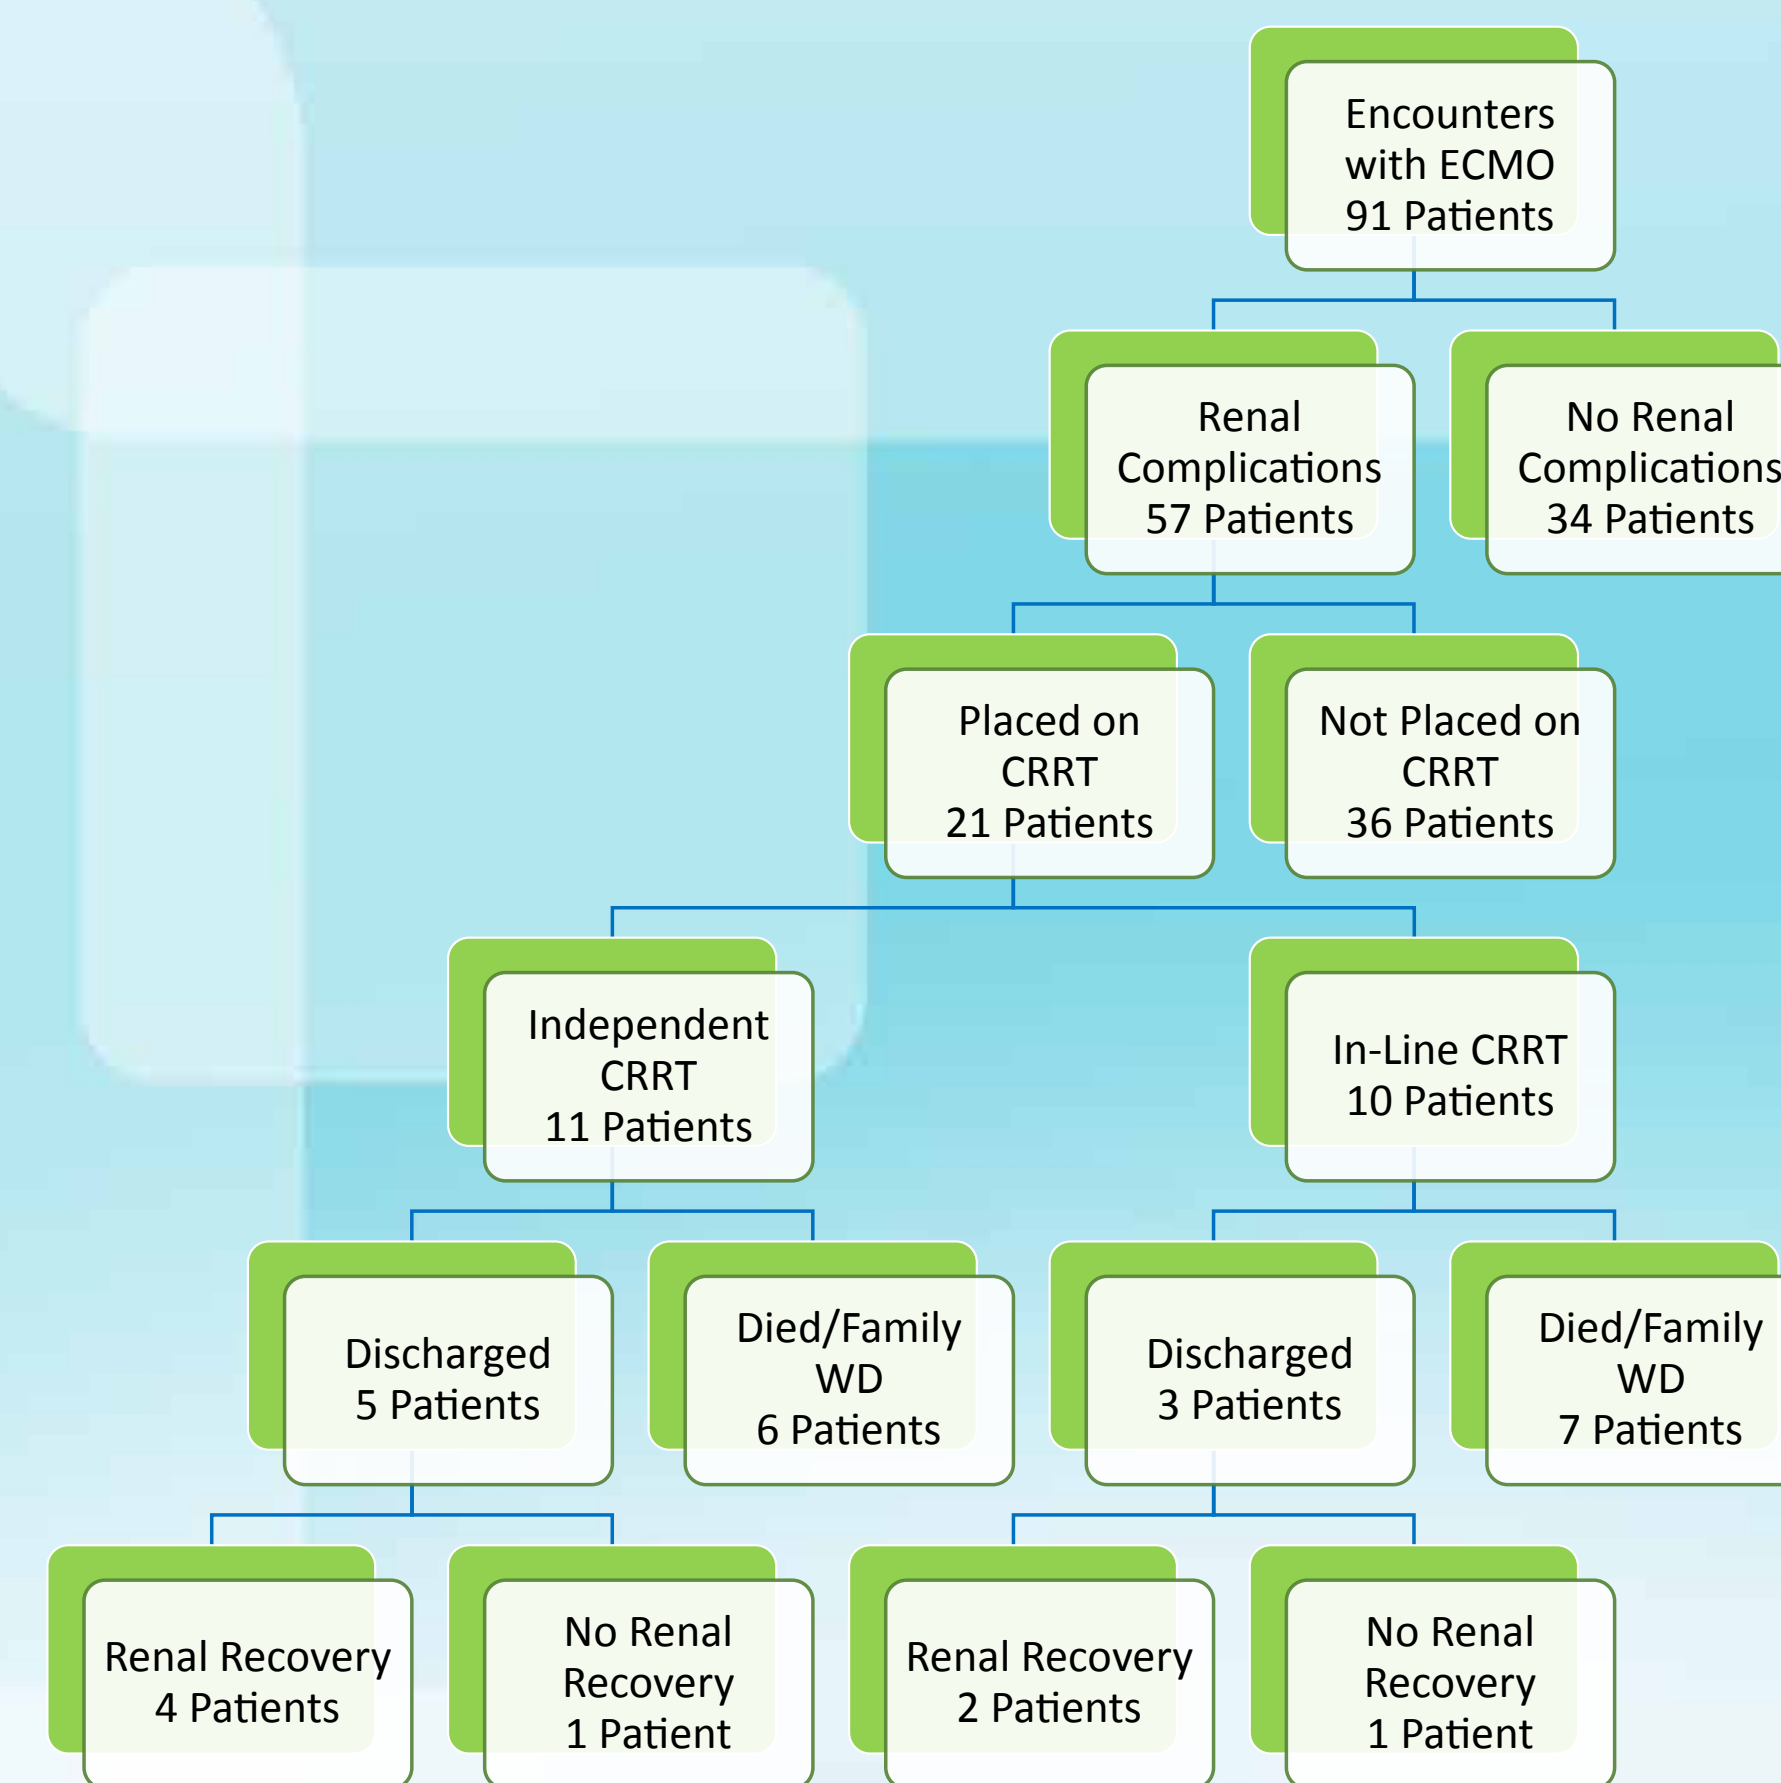 Encounters
with ECMO
91 Patients
Renal
Complications
57 Patients
No Renal
Complications
34 Patients
Placed on
CRRT
21 Patients
Not Placed on
CRRT
36 Patients
Independent
CRRT
11 Patients
In-Line CRRT
10 Patients
Discharged
5 Patients
Died/Family
WD
6 Patients
Discharged
3 Patients
Died/Family
WD
7 Patients
Renal Recovery
4 Patients
No Renal
Recovery
1 Patient
Renal Recovery
2 Patients
No Renal
Recovery
1 Patient